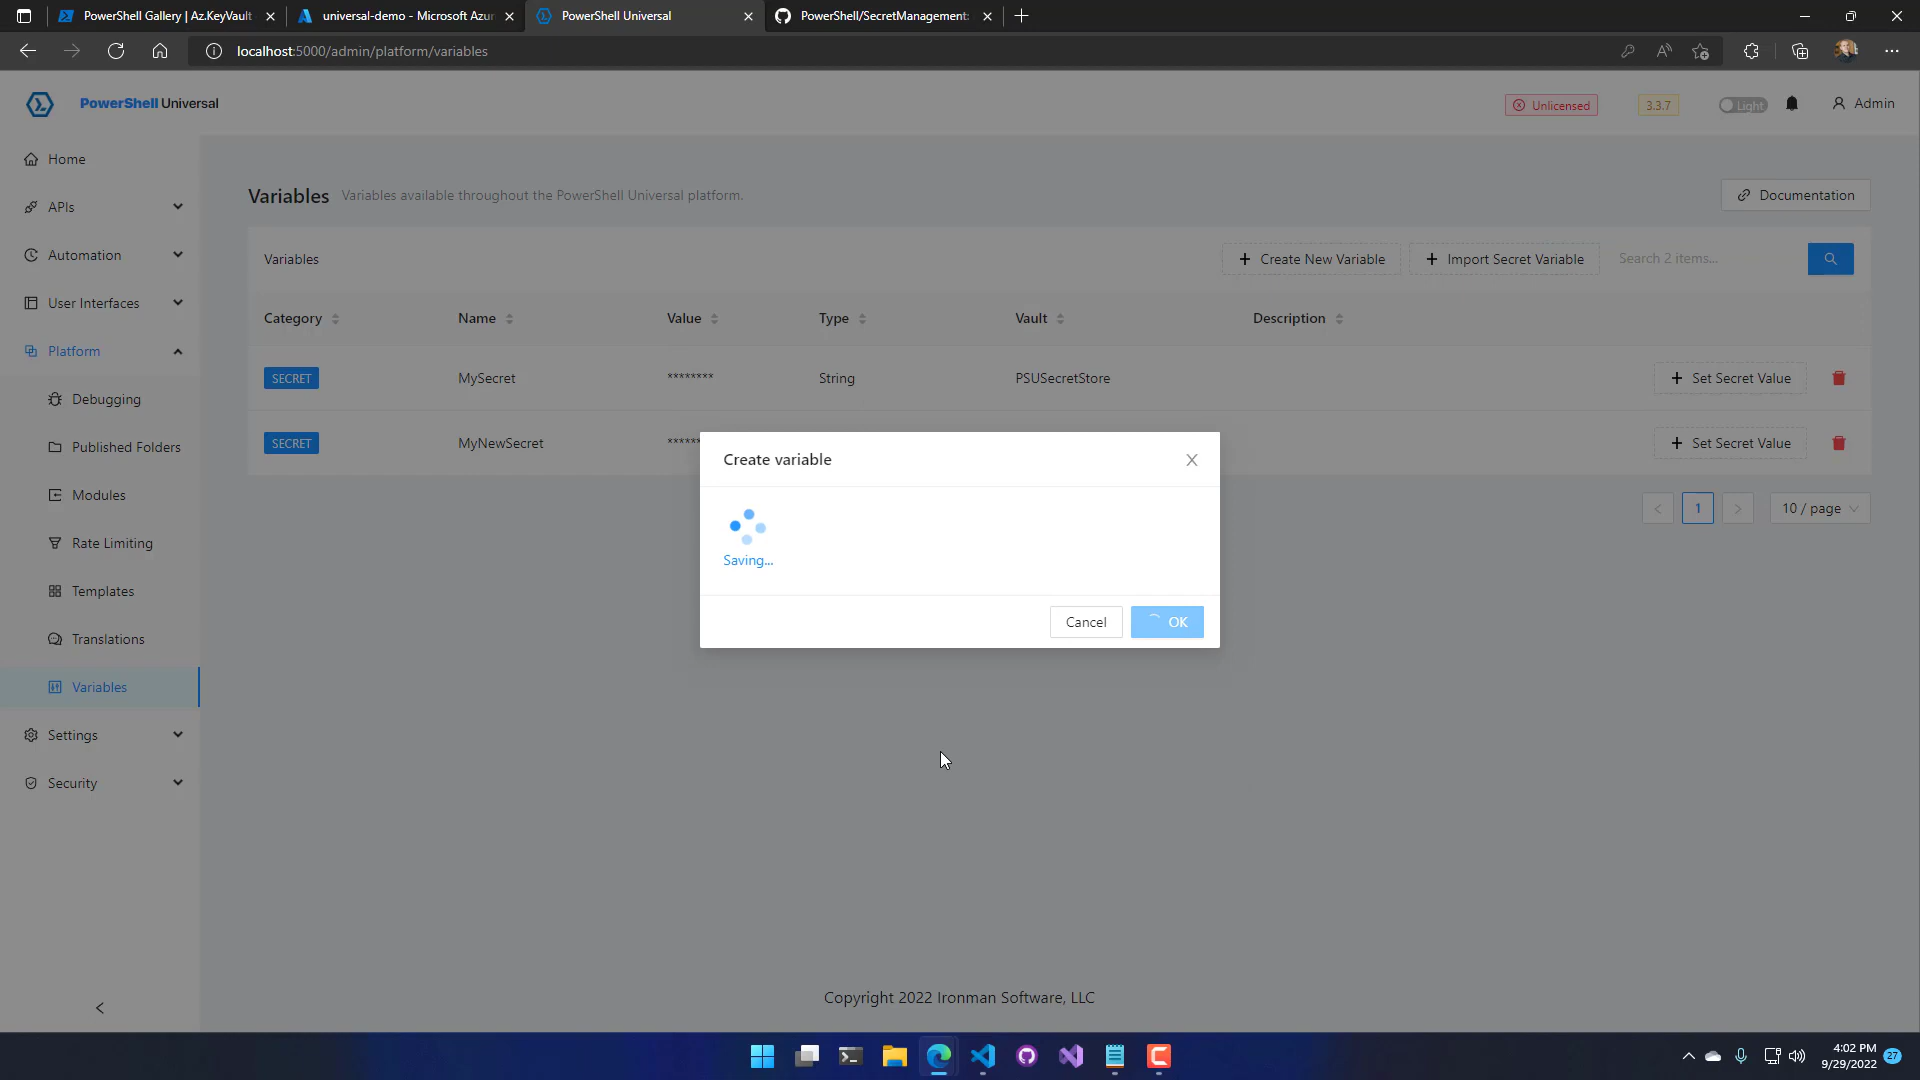 PowerShell Gallery | Az.KeyVault
universal-demo - Microsoft Azur
PowerShell Universal
PowerShell/SecretManagement:
localhost:5000/admin/platform/variables
PowerShell Universal
Unlicensed
3.3.7
Light
Admin
Home
APIs
Automation
User Interfaces
Platform
Debugging
Published Folders
Modules
Rate Limiting
Templates
Translations
Variables
Settings
Security
Variables Variables available throughout the PowerShell Universal platform.
Documentation
Variables
Create New Variable
Import Secret Variable
Search 2 items...
Category Name Value Type Vault Description
SECRET MySecret ******** String PSUSecretStore Set Secret Value
SECRET MyNewSecret Set Secret Value
1
10 / page
Create variable
Saving...
Cancel
OK
Copyright 2022 Ironman Software, LLC
4:02 PM
9/29/2022
27